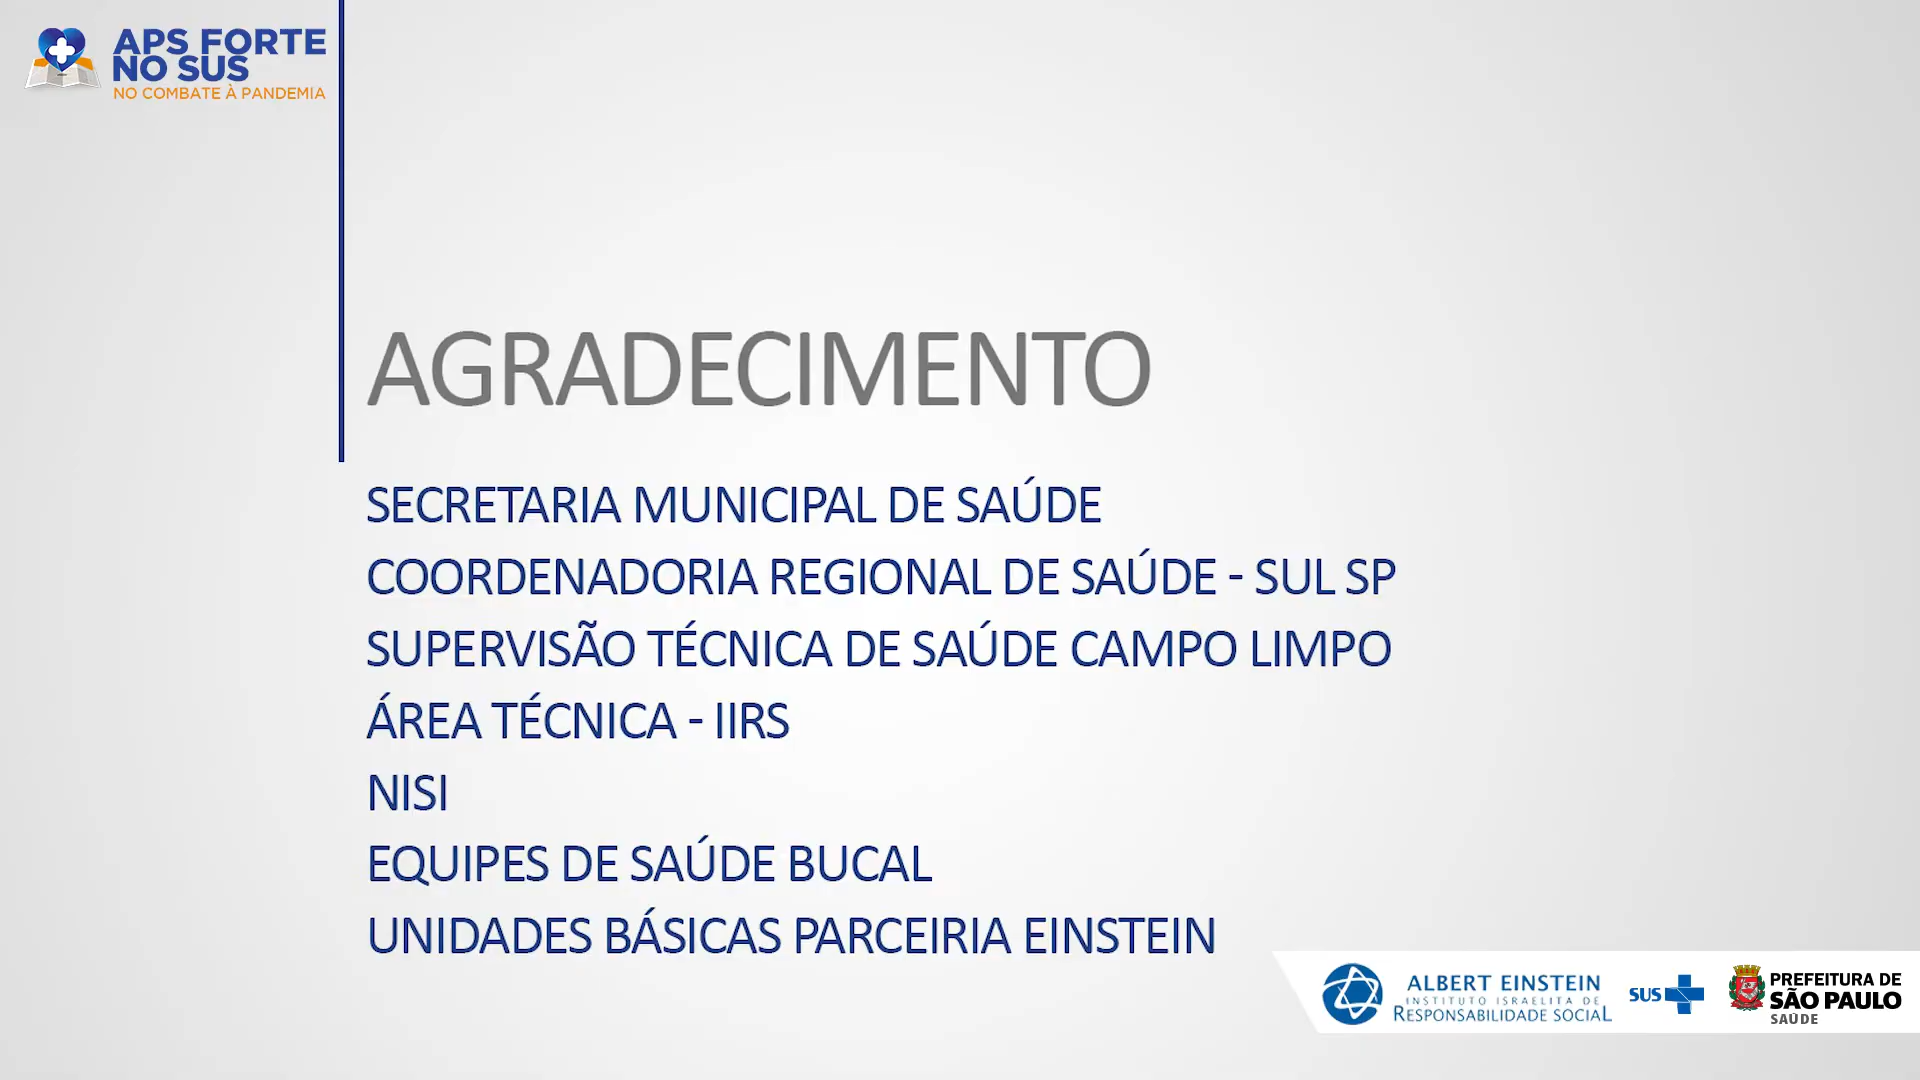 APS FORTE
NO SUS
NO COMBATE À PANDEMIA
AGRADECIMENTO
SECRETARIA MUNICIPAL DE SAÚDE
COORDENADORIA REGIONAL DE SAÚDE - SUL SP
SUPERVISÃO TÉCNICA DE SAÚDE CAMPO LIMPO
ÁREA TÉCNICA - IIRS
NISI
EQUIPES DE SAÚDE BUCAL
UNIDADES BÁSICAS PARCEIRIA EINSTEIN
ALBERT EINSTEIN
INSTITUTO ISRAELITA DE
RESPONSABILIDADE SOCIAL
SUS
PREFEITURA DE
SÃO PAULO
SAÚDE